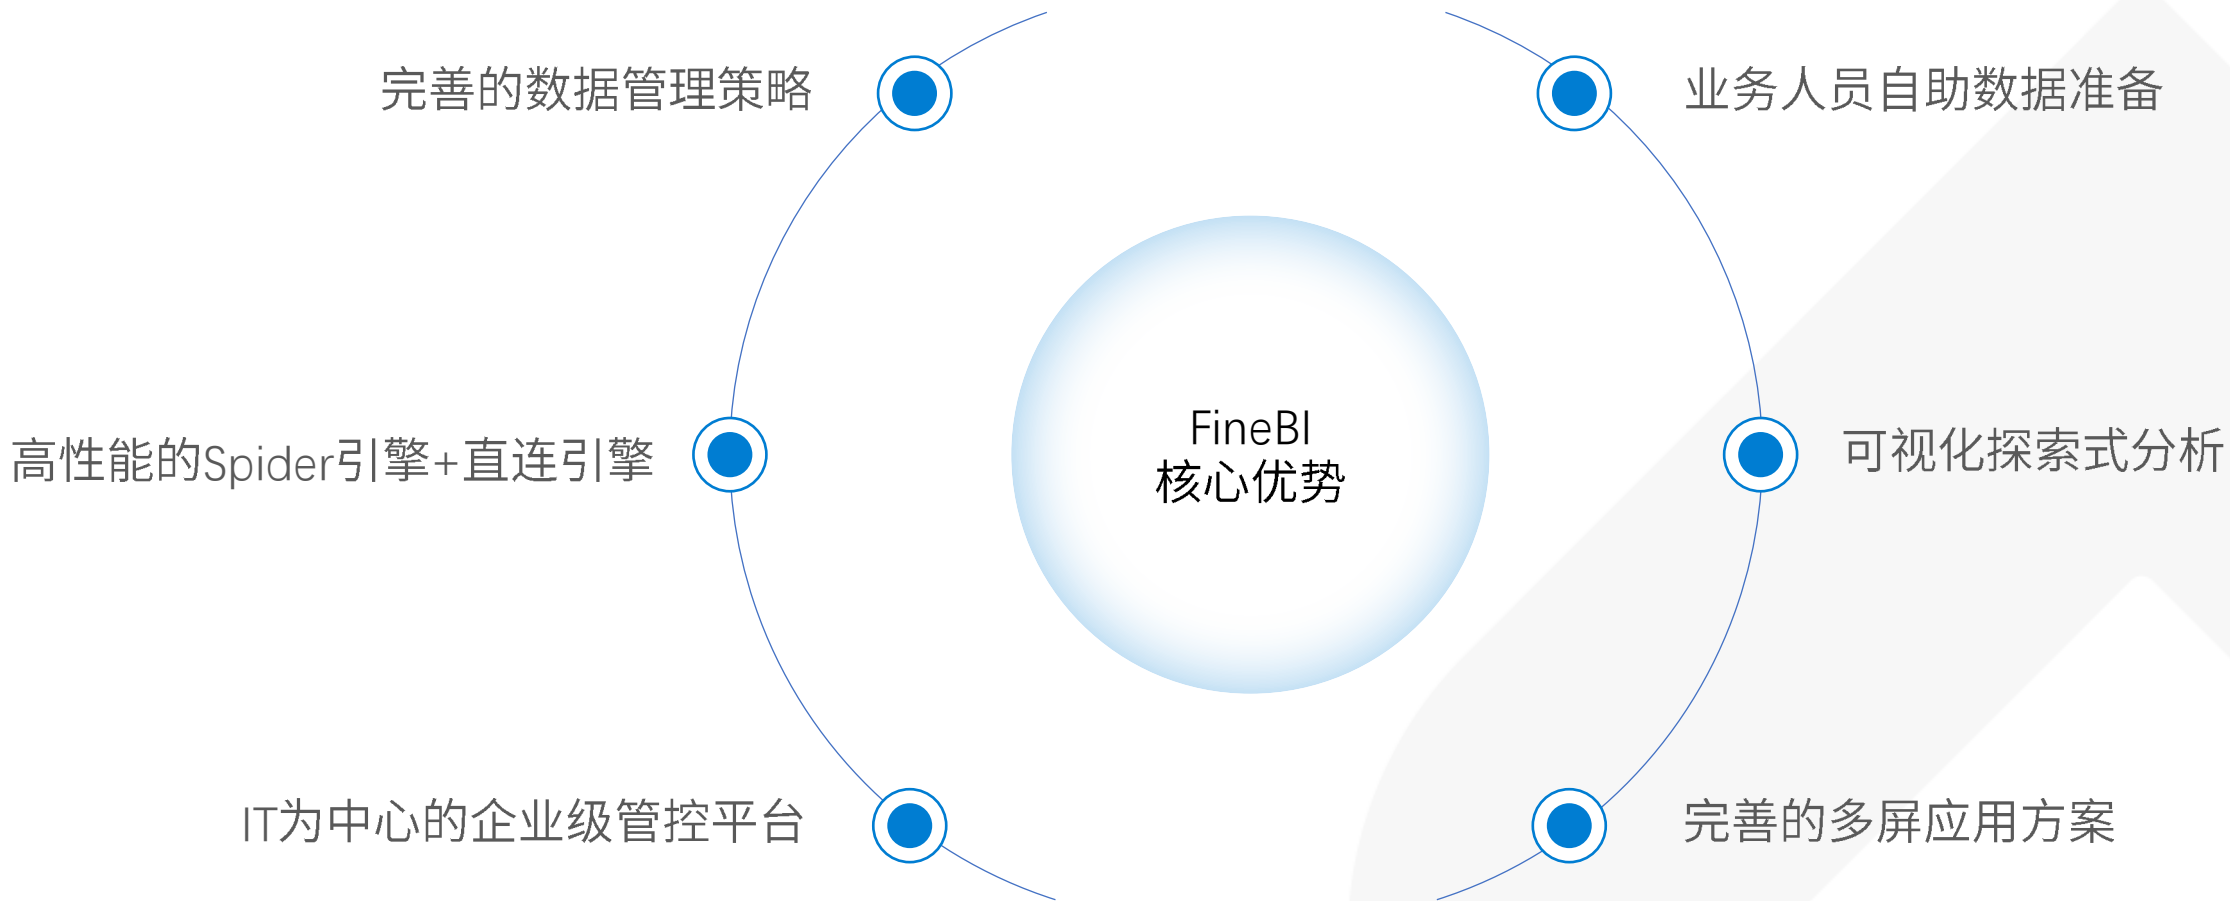 完善的数据管理策略
业务人员自助数据准备
高性能的Spider引擎+直连引擎
FineBI
核心优势
可视化探索式分析
IT为中心的企业级管控平台
完善的多屏应用方案